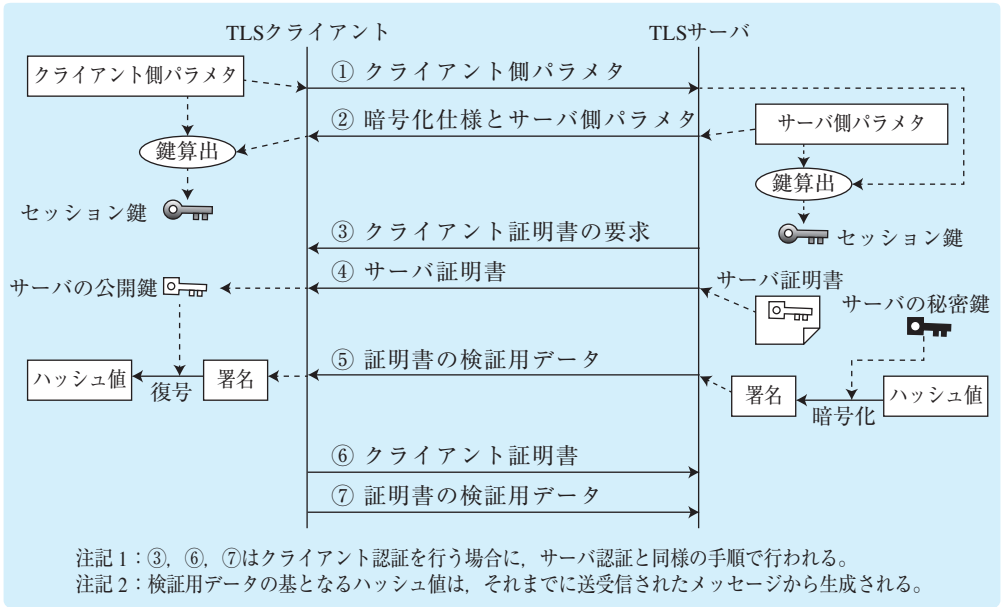 TLSクライアント
TLSサーバ
クライアント側パラメタ
① クライアント側パラメタ
② 暗号化仕様とサーバ側パラメタ
サーバ側パラメタ
鍵算出
鍵算出
セッション鍵
③ クライアント証明書の要求
セッション鍵
④ サーバ証明書
サーバの公開鍵
サーバ証明書
サーバの秘密鍵
⑤ 証明書の検証用データ
ハッシュ値
復号
署名
署名
暗号化
ハッシュ値
⑥ クライアント証明書
⑦ 証明書の検証用データ
注記1:③,⑥,⑦はクライアント認証を行う場合に,サーバ認証と同様の手順で行われる。
注記2:検証用データの基となるハッシュ値は,それまでに送受信されたメッセージから生成される。